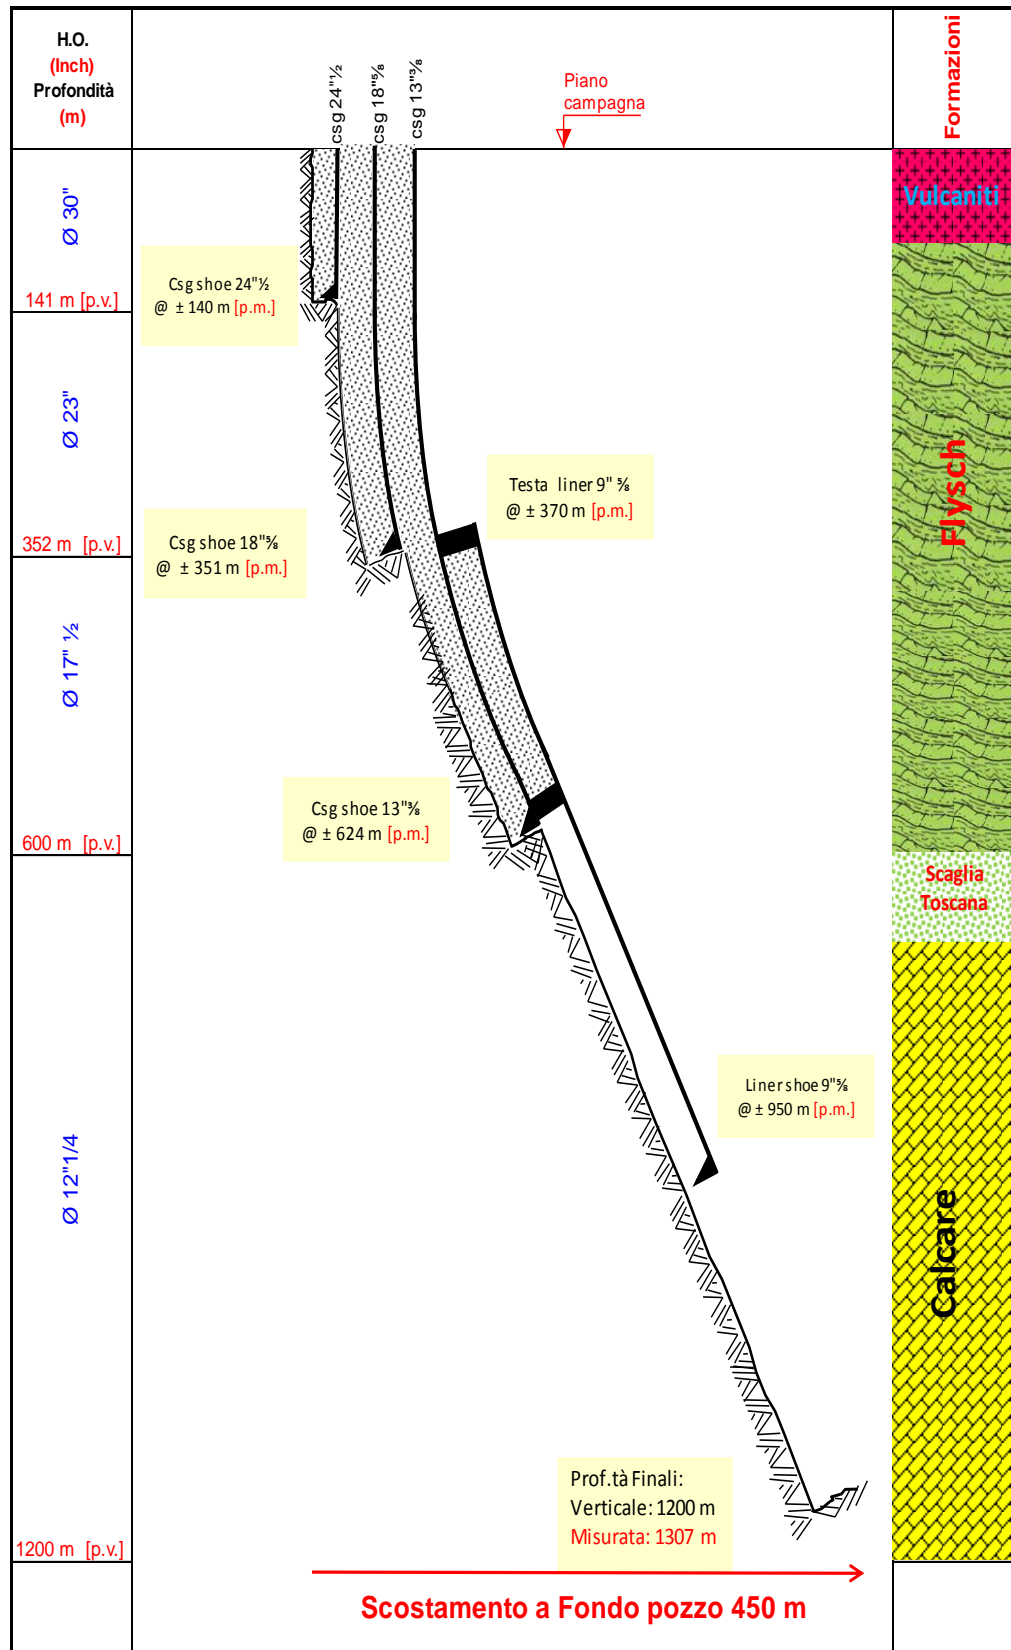 H.O.
(Inch)
Profondità
(m)
csg 24"½
csg 18"⅝
csg 13"⅜
Piano
campagna
Formazioni
Ø 30"
Vulcaniti
Csg shoe 24"½
@ ± 140 m [p.m.]
141 m [p.v.]
Ø 23"
Flysch
Testa liner 9" ⅝
@ ± 370 m [p.m.]
Csg shoe 18"⅝
@ ± 351 m [p.m.]
352 m [p.v.]
Ø 17" ½
Csg shoe 13"⅜
@ ± 624 m [p.m.]
600 m [p.v.]
Scaglia
Toscana
Liner shoe 9"⅝
@ ± 950 m [p.m.]
Ø 12"1/4
Calcare
Prof.tà Finali:
Verticale: 1200 m
Misurata: 1307 m
1200 m [p.v.]
Scostamento a Fondo pozzo 450 m